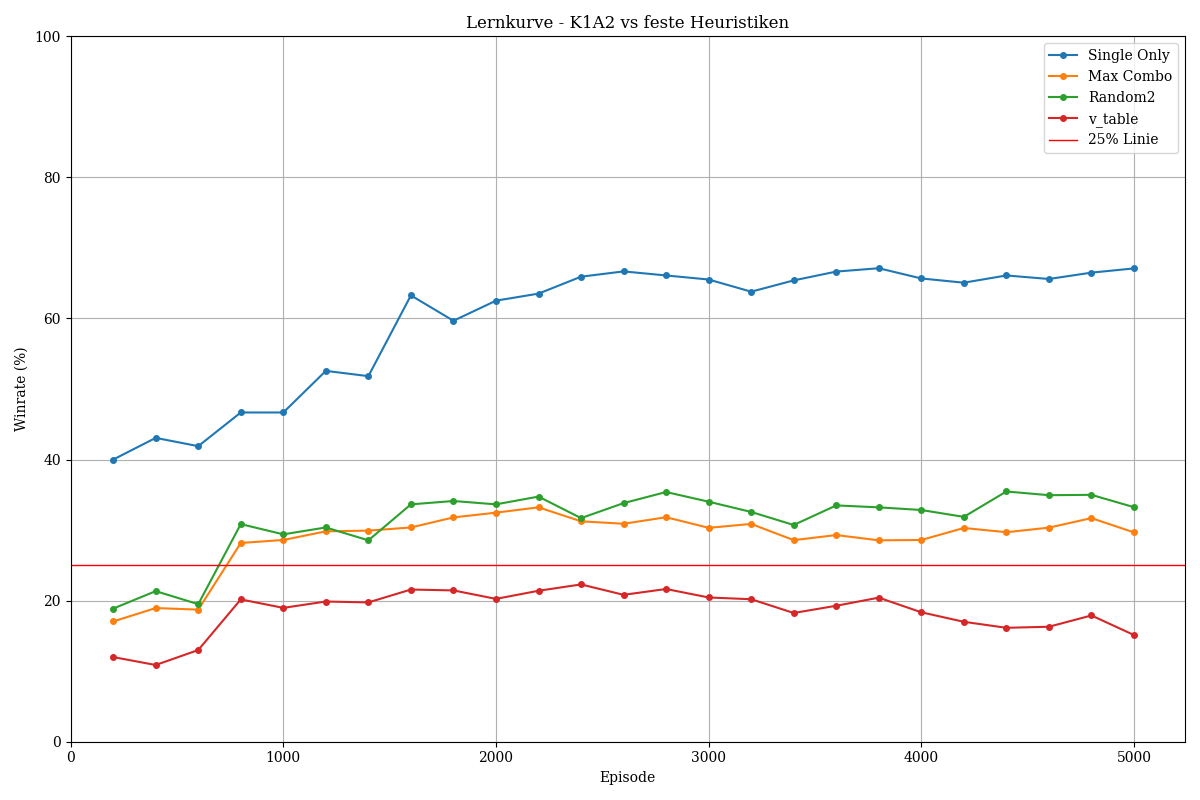 Lernkurve - K1A2 vs feste Heuristiken
100
80
60
40
20
0
Winrate (%)
Single Only
Max Combo
Random2
v_table
25% Linie
0 1000 2000 3000 4000 5000
Episode